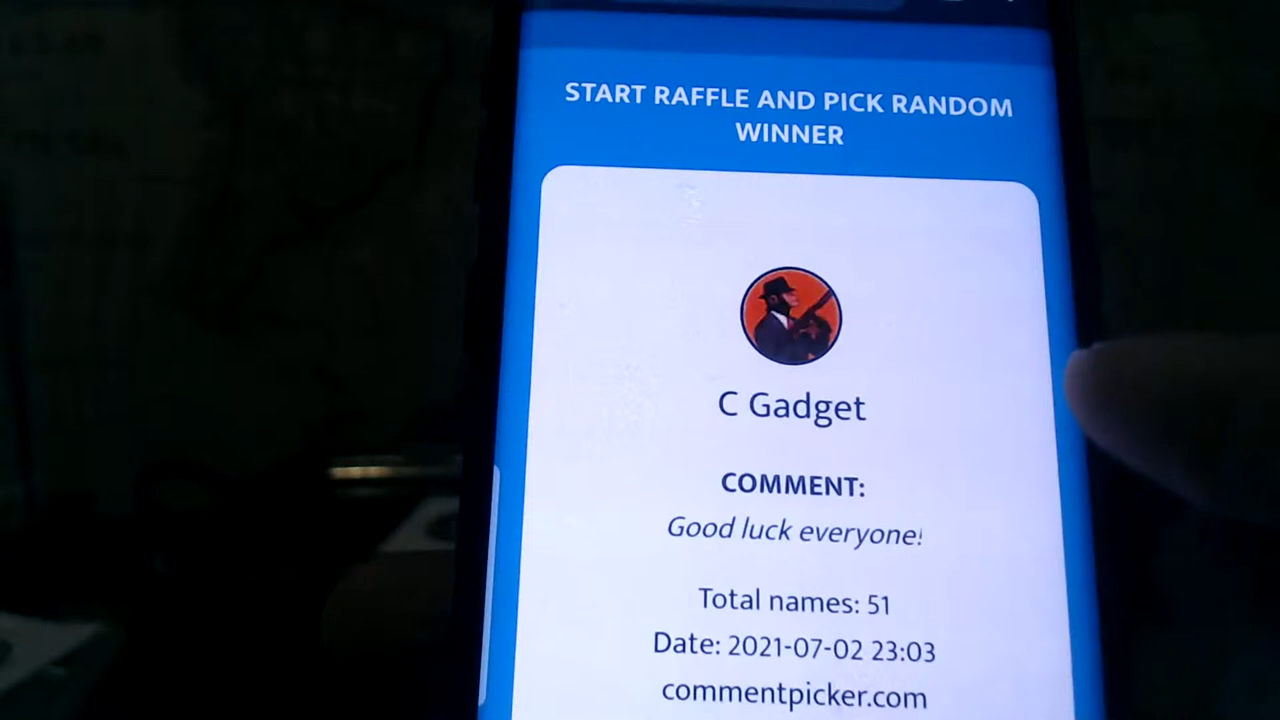 START RAFFLE AND PICK RANDOM
WINNER
C Gadget
COMMENT:
Good luck everyone!
Total names: 51
Date: 2021-07-02 23:03
commentpicker.com